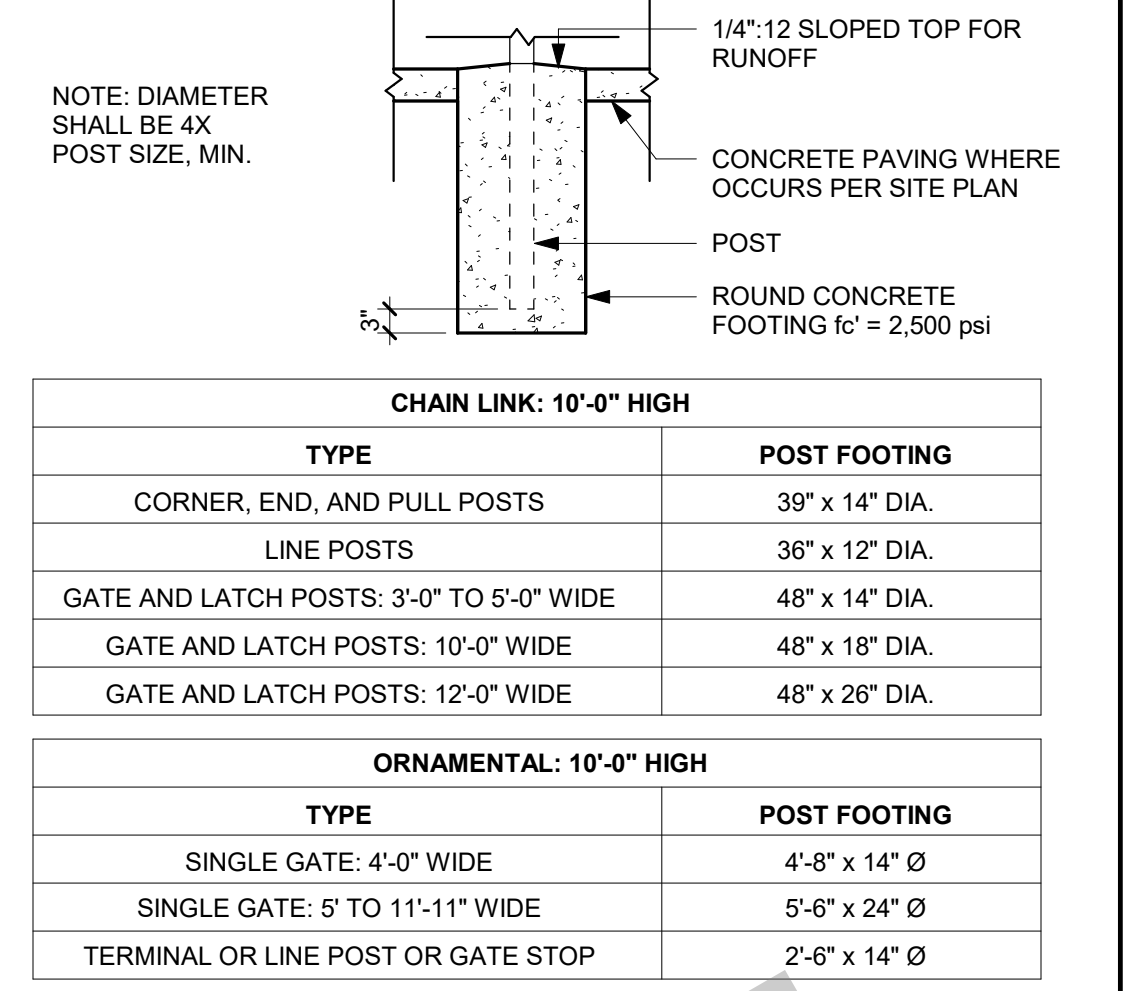 1/4":12 SLOPED TOP FOR
RUNOFF
NOTE: DIAMETER
SHALL BE 4X
POST SIZE, MIN.
CONCRETE PAVING WHERE
OCCURS PER SITE PLAN
POST
ROUND CONCRETE
FOOTING fc' = 2,500 psi
3"
CHAIN LINK: 10'-0" HIGH
TYPE POST FOOTING
CORNER, END, AND PULL POSTS 39" x 14" DIA.
LINE POSTS 36" x 12" DIA.
GATE AND LATCH POSTS: 3'-0" TO 5'-0" WIDE 48" x 14" DIA.
GATE AND LATCH POSTS: 10'-0" WIDE 48" x 18" DIA.
GATE AND LATCH POSTS: 12'-0" WIDE 48" x 26" DIA.
ORNAMENTAL: 10'-0" HIGH
TYPE POST FOOTING
SINGLE GATE: 4'-0" WIDE 4'-8" x 14" Ø
SINGLE GATE: 5' TO 11'-11" WIDE 5'-6" x 24" Ø
TERMINAL OR LINE POST OR GATE STOP 2'-6" x 14" Ø